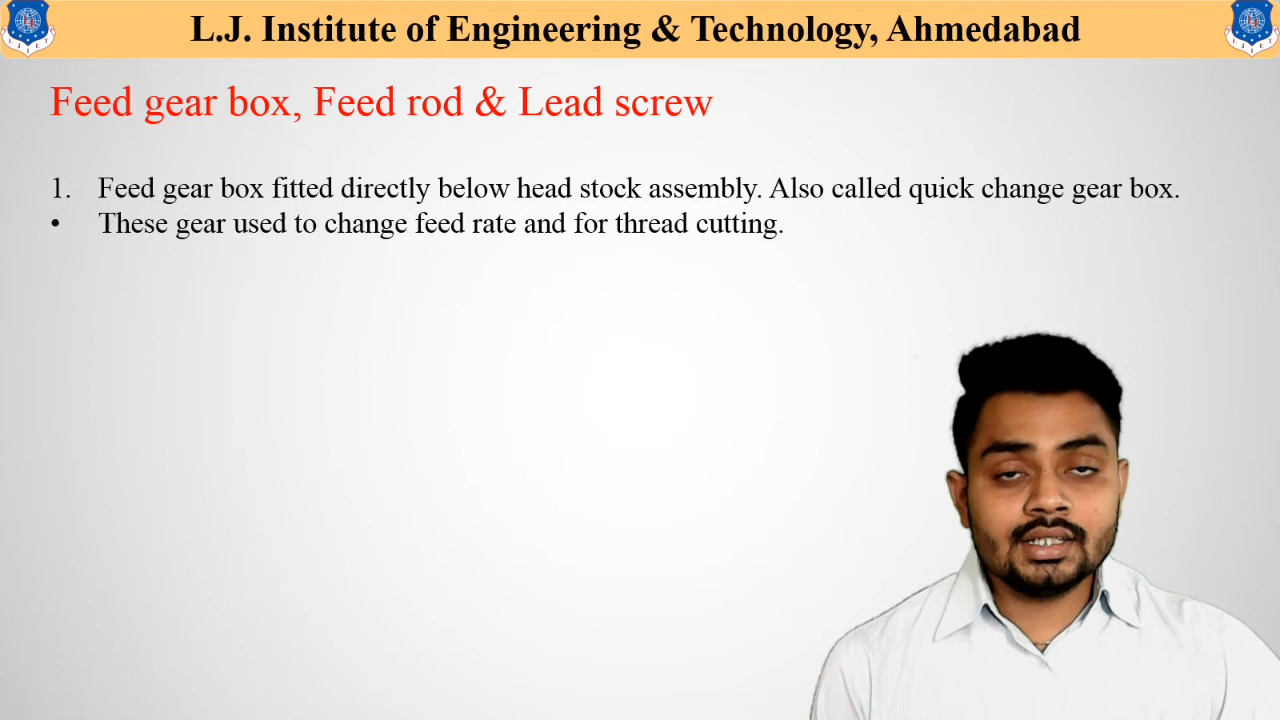 L.J. Institute of Engineering & Technology, Ahmedabad
Feed gear box, Feed rod & Lead screw
1. Feed gear box fitted directly below head stock assembly. Also called quick change gear box.
• These gear used to change feed rate and for thread cutting.